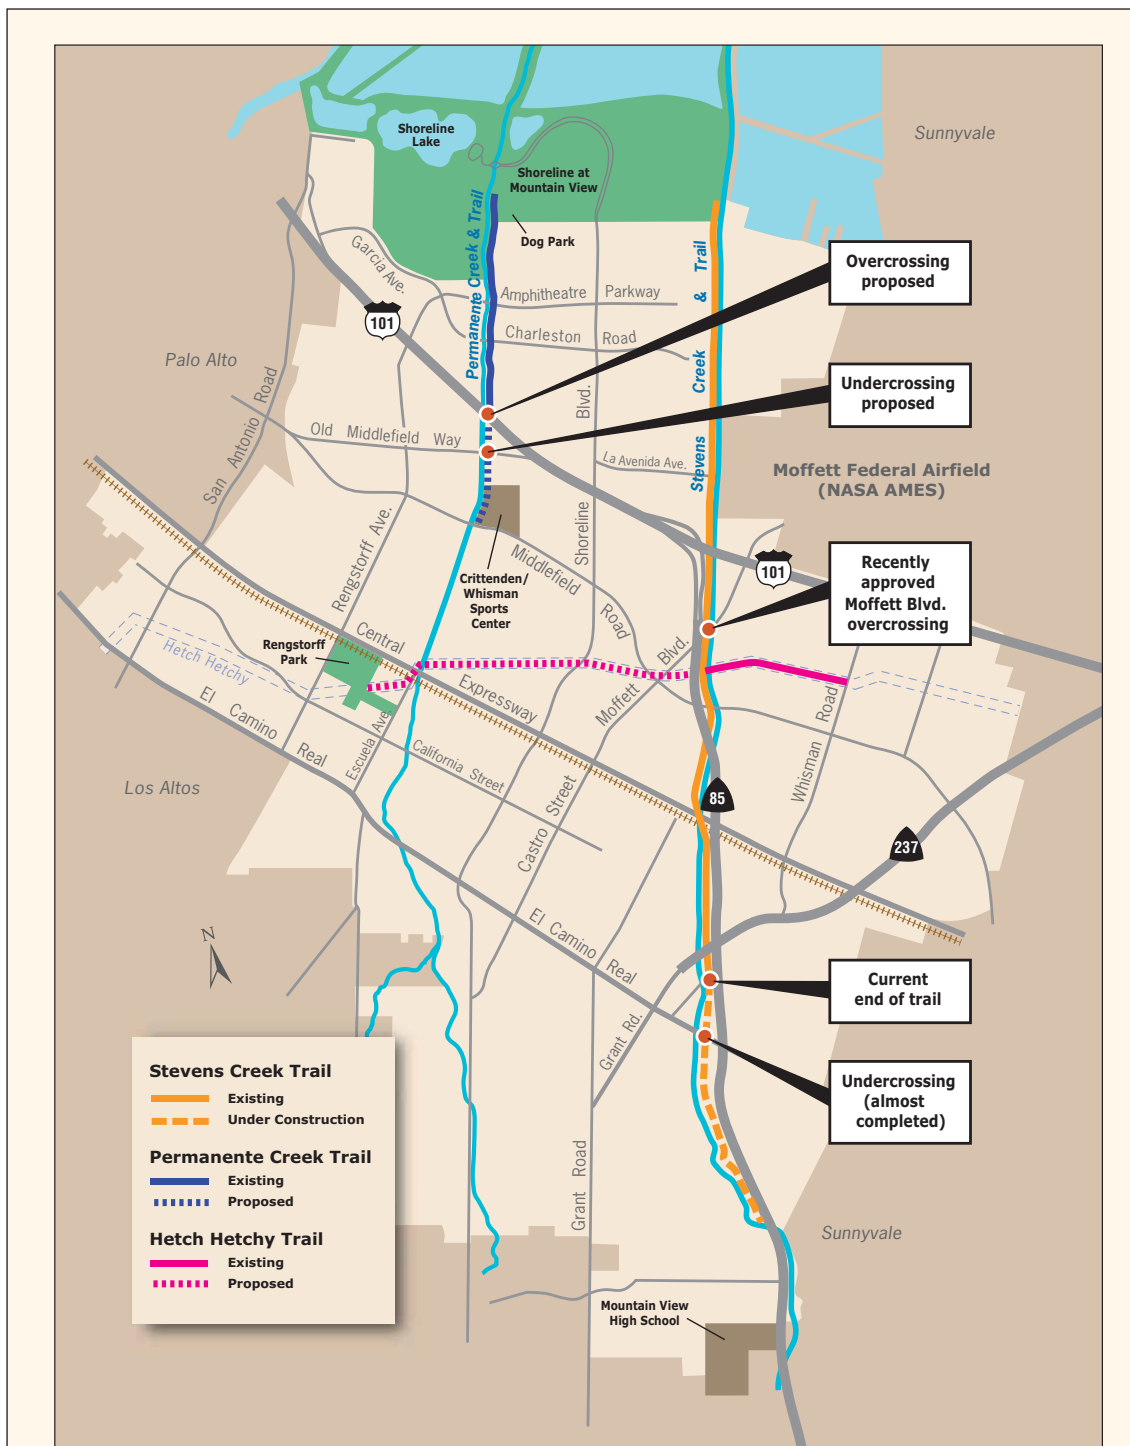 Sunnyvale
Shoreline
Lake
Shoreline at
Mountain View
Dog Park
Permanente Creek & Trail
Stevens Creek & Trail
Garcia Ave.
Amphitheatre Parkway
Charleston Road
101
Overcrossing
proposed
Palo Alto
San Antonio Road
Undercrossing
proposed
Old Middlefield Way
Shoreline Blvd.
La Avenida Ave.
Moffett Federal Airfield
(NASA AMES)
Rengstorff Ave.
Middlefield Road
Crittenden/
Whisman
Sports
Center
101
Recently
approved
Moffett Blvd.
overcrossing
Hetch Hetchy
Rengstorff
Park
Central Expressway
Moffett Blvd.
El Camino Real
Escuela Ave.
California Street
Castro Street
Whisman Road
Los Altos
85
237
N
El Camino Real
Grant Rd.
Current
end of trail
Undercrossing
(almost
completed)
Stevens Creek Trail
Existing
Under Construction
Permanente Creek Trail
Existing
Proposed
Hetch Hetchy Trail
Existing
Proposed
Grant Road
Sunnyvale
Mountain View
High School